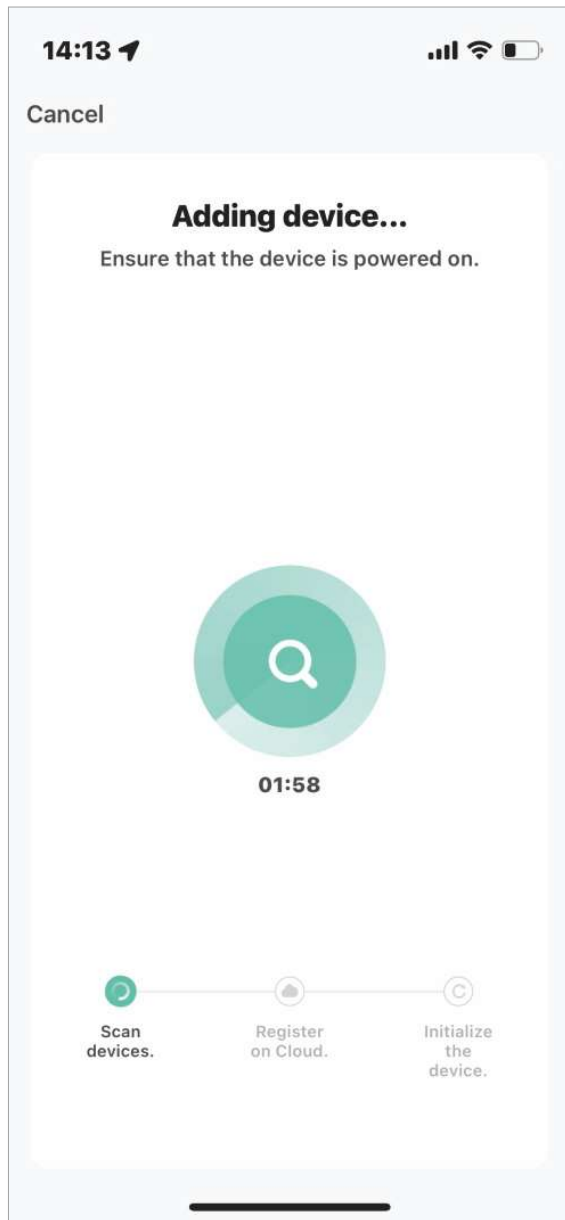 14:13
Cancel
Adding device...
Ensure that the device is powered on.
01:58
Scan
devices.
Register
on Cloud.
Initialize
the
device.